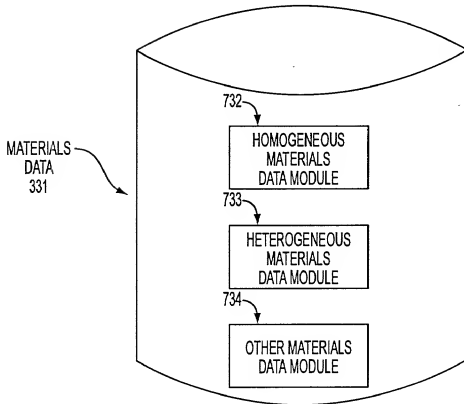 732
HOMOGENEOUS
MATERIALS
DATA MODULE
MATERIALS
DATA
331
733
HETEROGENEOUS
MATERIALS
DATA MODULE
734
OTHER MATERIALS
DATA MODULE